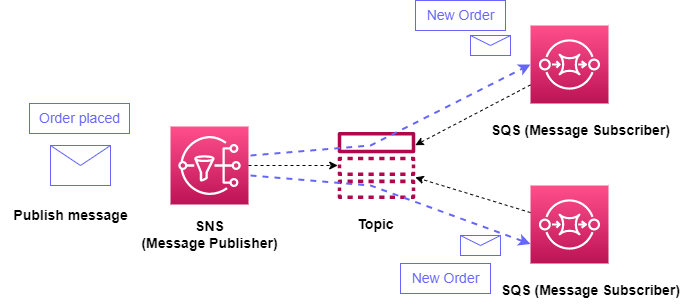 New Order
Order placed
SQS (Message Subscriber)
Publish message
SNS
(Message Publisher)
Topic
New Order
SQS (Message Subscriber)